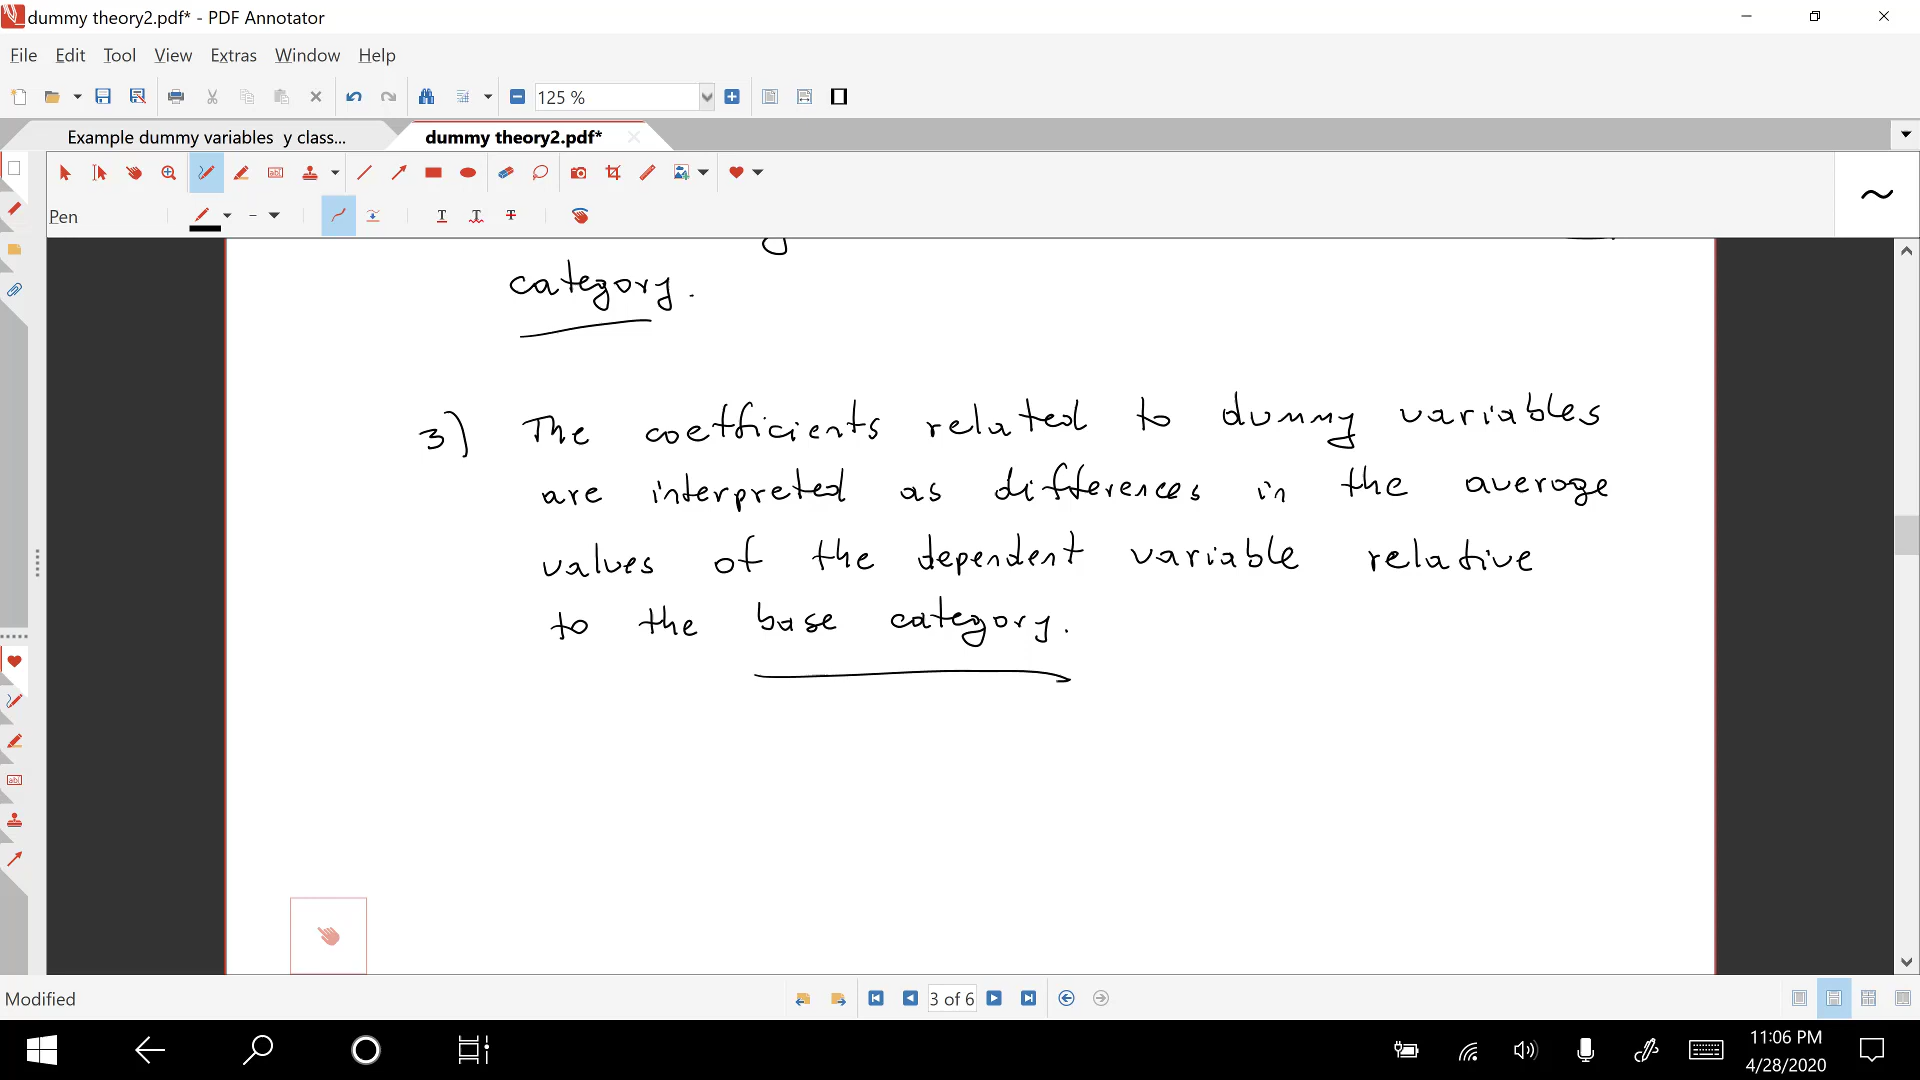 dummy theory2.pdf* - PDF Annotator
File Edit Tool View Extras Window Help
125 %
Example dummy variables y class...
dummy theory2.pdf*
Pen
category.
3) The coefficients related to dummy variables
are interpreted as differences in the average
values of the dependent variable relative
to the base category.
Modified
3 of 6
11:06 PM
4/28/2020